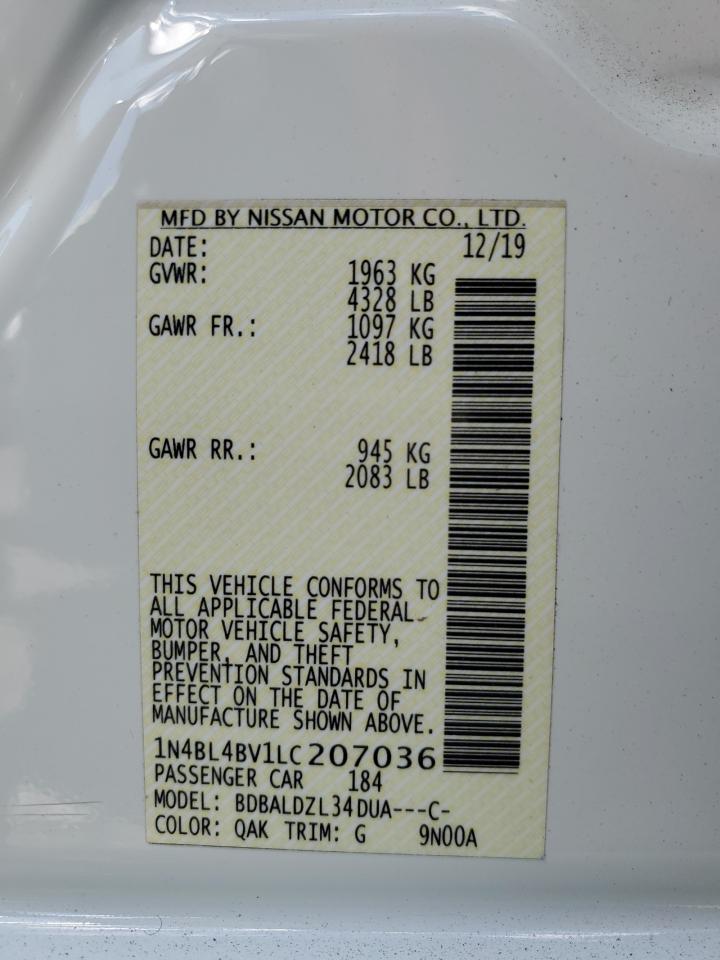 MFD BY NISSAN MOTOR CO., LTD.
DATE: 12/19
GVWR: 1963 KG
4328 LB
GAWR FR.: 1097 KG
2418 LB
GAWR RR.: 945 KG
2083 LB
THIS VEHICLE CONFORMS TO
ALL APPLICABLE FEDERAL
MOTOR VEHICLE SAFETY,
BUMPER, AND THEFT
PREVENTION STANDARDS IN
EFFECT ON THE DATE OF
MANUFACTURE SHOWN ABOVE.
1N4BL4BV1LC207036
PASSENGER CAR 184
MODEL: BDBALDZL34DUA---C-
COLOR: QAK TRIM: G 9N00A